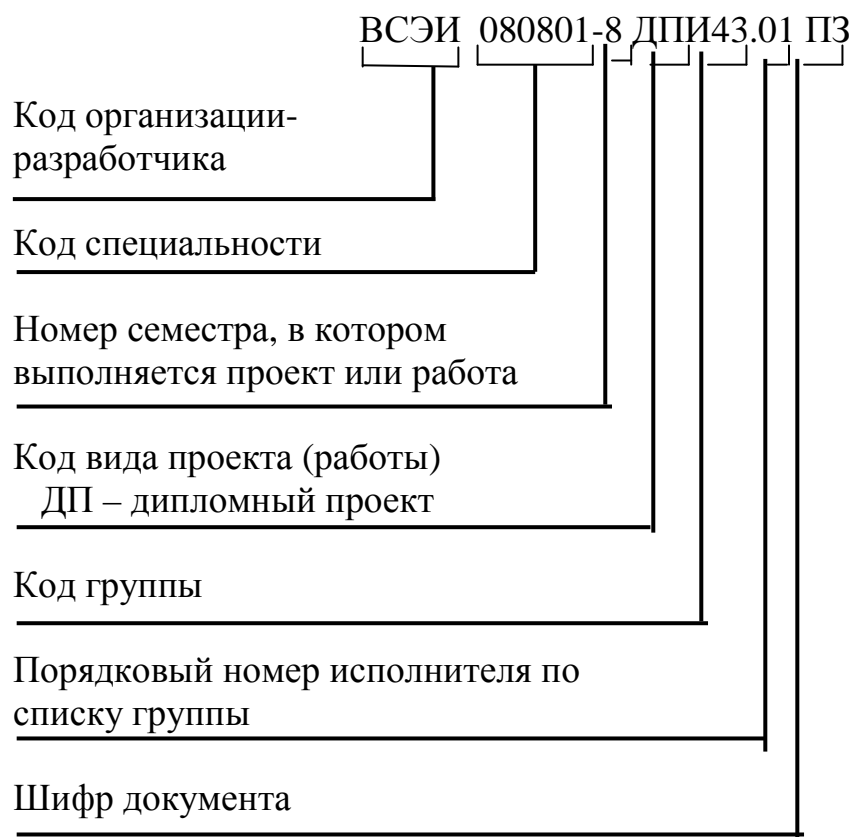 ВСЭИ 080801-8 ДПИ43.01 ПЗ
Код организации-
разработчика
Код специальности
Номер семестра, в котором
выполняется проект или работа
Код вида проекта (работы)
ДП – дипломный проект
Код группы
Порядковый номер исполнителя по
списку группы
Шифр документа